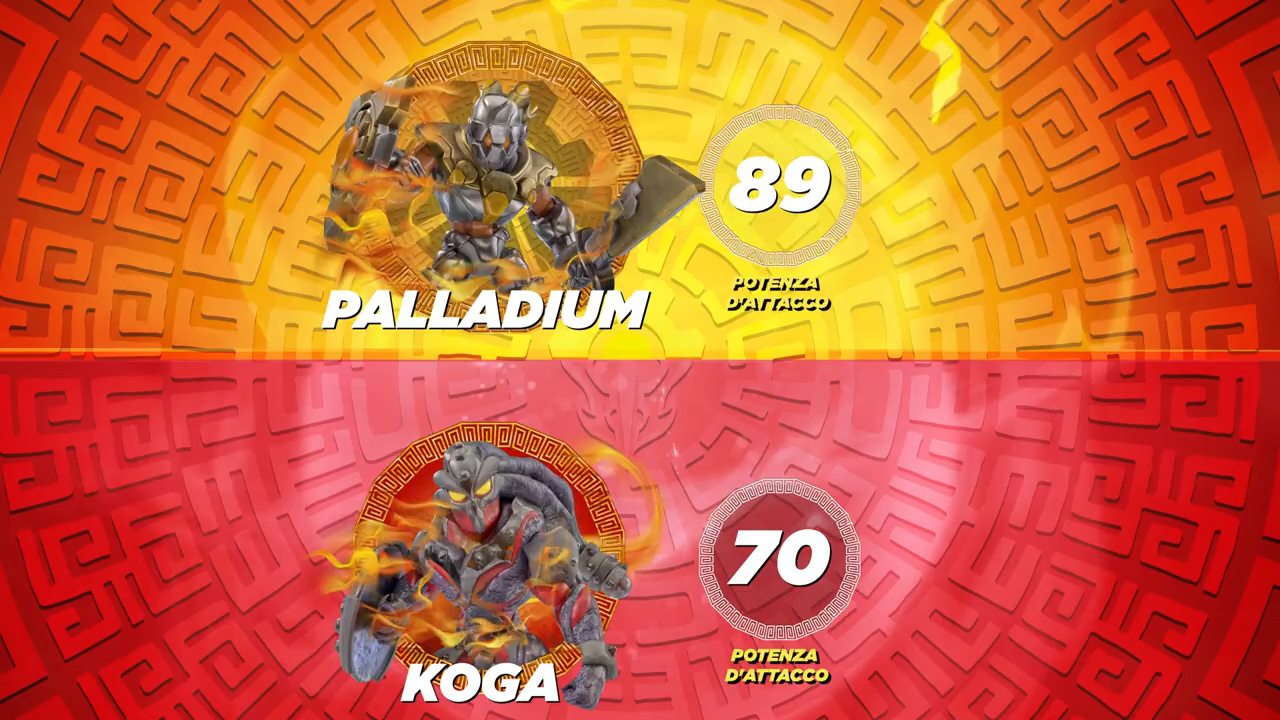 PALLADIUM
89
POTENZA
D'ATTACCO
KOGA
70
POTENZA
D'ATTACCO